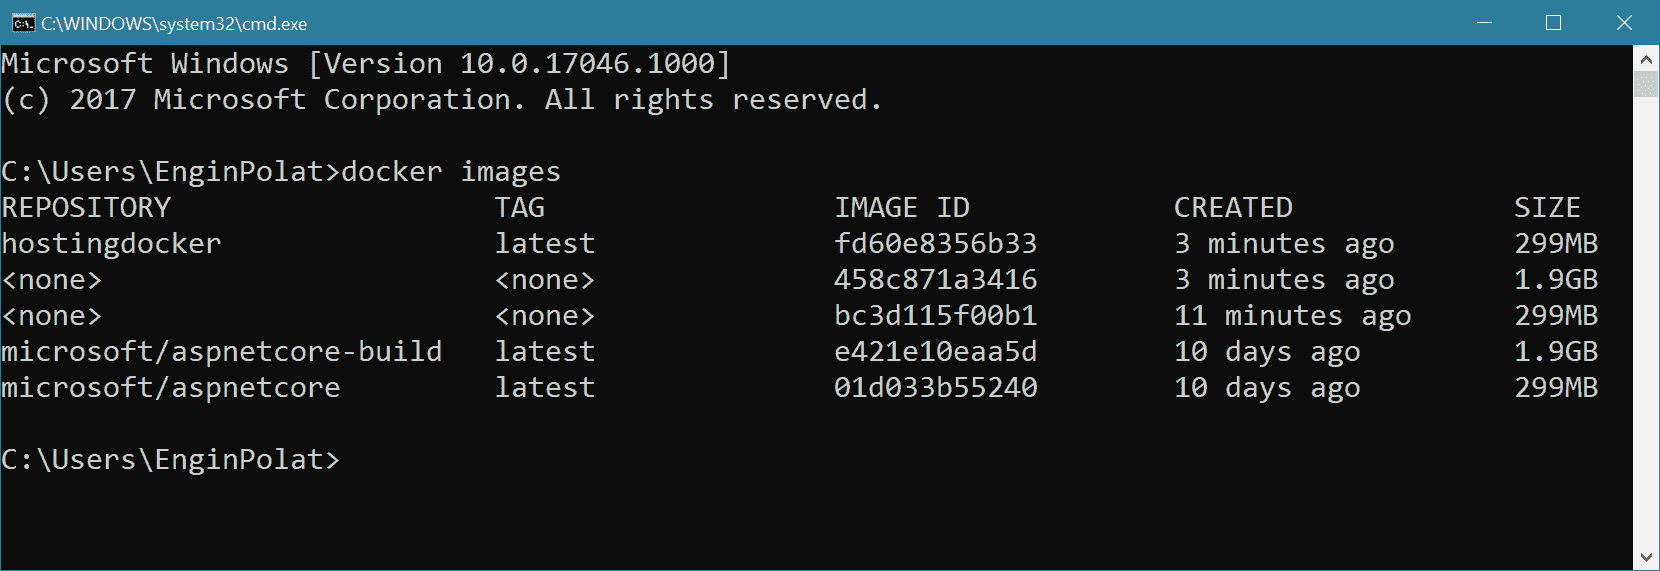 C:\WINDOWS\system32\cmd.exe
Microsoft Windows [Version 10.0.17046.1000]
(c) 2017 Microsoft Corporation. All rights reserved.
C:\Users\EnginPolat>docker images
REPOSITORY TAG IMAGE ID CREATED SIZE
hostingdocker latest fd60e8356b33 3 minutes ago 299MB
<none> <none> 458c871a3416 3 minutes ago 1.9GB
<none> <none> bc3d115f00b1 11 minutes ago 299MB
microsoft/aspnetcore-build latest e421e10eaa5d 10 days ago 1.9GB
microsoft/aspnetcore latest 01d033b55240 10 days ago 299MB
C:\Users\EnginPolat>